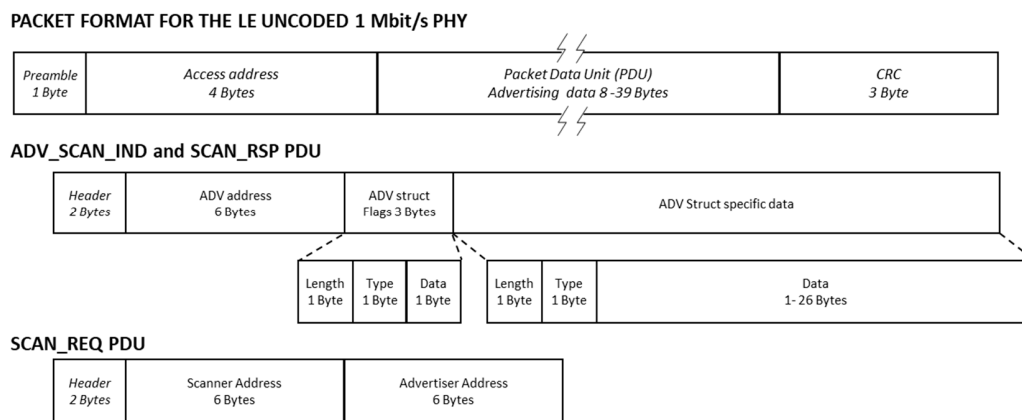 PACKET FORMAT FOR THE LE UNCODED 1 Mbit/s PHY
Preamble
1 Byte
Access address
4 Bytes
Packet Data Unit (PDU)
Advertising data 8 -39 Bytes
CRC
3 Byte
ADV_SCAN_IND and SCAN_RSP PDU
Header
2 Bytes
ADV address
6 Bytes
ADV struct
Flags 3 Bytes
ADV Struct specific data
Length
1 Byte
Type
1 Byte
Data
1 Byte
Length
1 Byte
Type
1 Byte
Data
1- 26 Bytes
SCAN_REQ PDU
Header
2 Bytes
Scanner Address
6 Bytes
Advertiser Address
6 Bytes